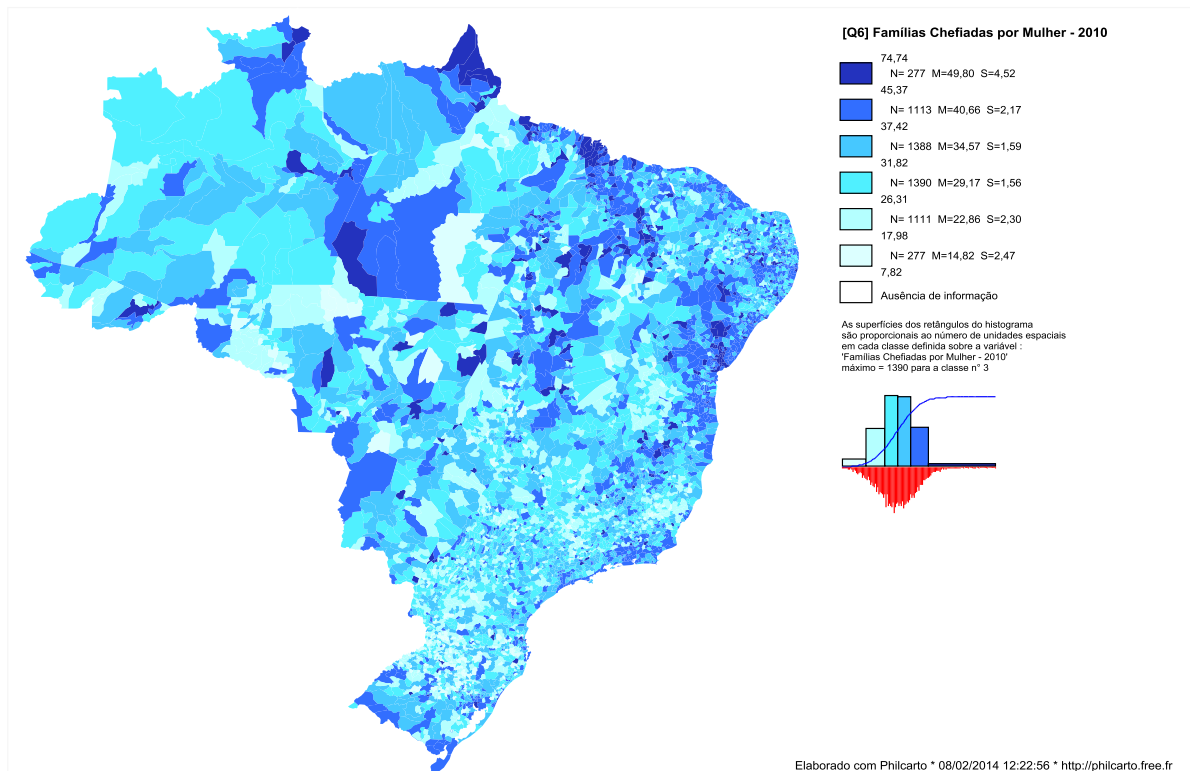 [Q6] Famílias Chefiadas por Mulher - 2010
74,74
N= 277 M=49,80 S=4,52
45,37
N= 1113 M=40,66 S=2,17
37,42
N= 1388 M=34,57 S=1,59
31,82
N= 1390 M=29,17 S=1,56
26,31
N= 1111 M=22,86 S=2,30
17,98
N= 277 M=14,82 S=2,47
7,82
Ausência de informação
As superfícies dos retângulos do histograma
são proporcionais ao número de unidades espaciais
em cada classe definida sobre a variável :
'Famílias Chefiadas por Mulher - 2010'
máximo = 1390 para a classe n° 3
Elaborado com Philcarto * 08/02/2014 12:22:56 * http://philcarto.free.fr